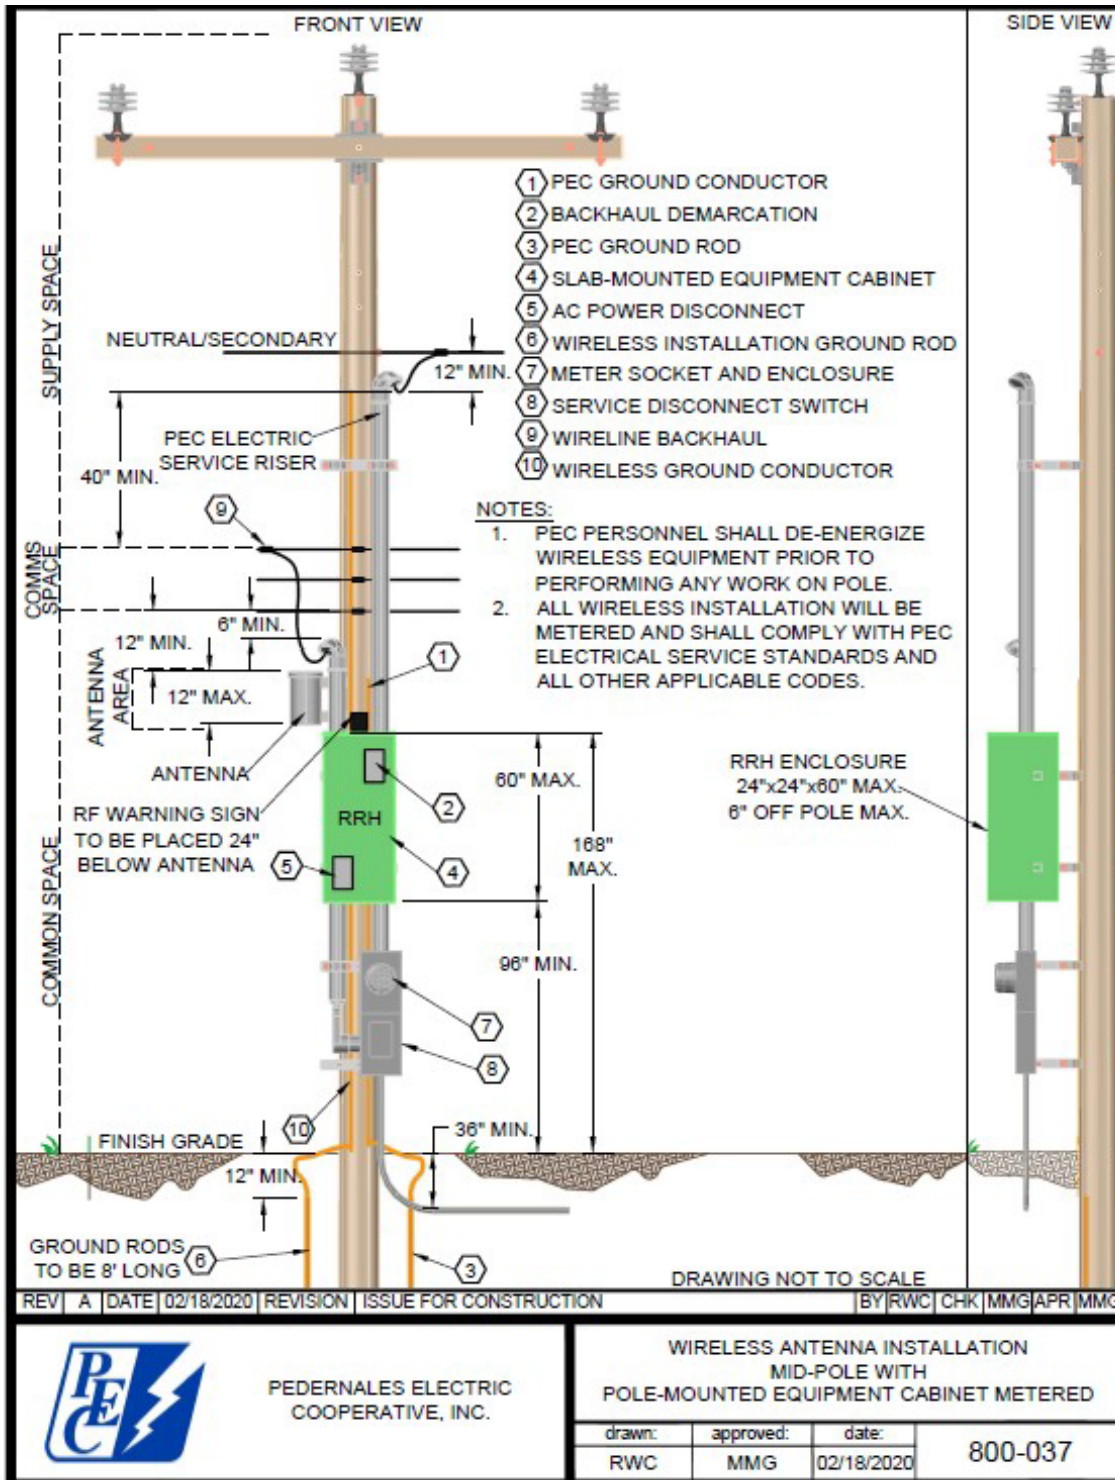 FRONT VIEW
SIDE VIEW
SUPPLY SPACE
COMMS
SPACE
ANTENNA
AREA
COMMON SPACE
1 PEC GROUND CONDUCTOR
2 BACKHAUL DEMARCATION
3 PEC GROUND ROD
4 SLAB-MOUNTED EQUIPMENT CABINET
5 AC POWER DISCONNECT
6 WIRELESS INSTALLATION GROUND ROD
7 METER SOCKET AND ENCLOSURE
8 SERVICE DISCONNECT SWITCH
9 WIRELINE BACKHAUL
10 WIRELESS GROUND CONDUCTOR
NEUTRAL/SECONDARY
12" MIN.
PEC ELECTRIC
SERVICE RISER
40" MIN.
9
NOTES:
1. PEC PERSONNEL SHALL DE-ENERGIZE
WIRELESS EQUIPMENT PRIOR TO
PERFORMING ANY WORK ON POLE.
2. ALL WIRELESS INSTALLATION WILL BE
METERED AND SHALL COMPLY WITH PEC
ELECTRICAL SERVICE STANDARDS AND
ALL OTHER APPLICABLE CODES.
6" MIN.
12" MIN.
1
12" MAX.
ANTENNA
RF WARNING SIGN
TO BE PLACED 24"
BELOW ANTENNA
RRH
2
5
4
60" MAX.
168"
MAX.
RRH ENCLOSURE
24"x24"x60" MAX.
6" OFF POLE MAX.
96" MIN.
7
8
10
36" MIN.
FINISH GRADE
12" MIN.
GROUND RODS
TO BE 8' LONG
6
3
DRAWING NOT TO SCALE
REV A DATE 02/18/2020 REVISION ISSUE FOR CONSTRUCTION BY RWC CHK MMG APR MMG
PEC
PEDERNALES ELECTRIC
COOPERATIVE, INC.
WIRELESS ANTENNA INSTALLATION
MID-POLE WITH
POLE-MOUNTED EQUIPMENT CABINET METERED
drawn: approved: date:
RWC MMG 02/18/2020
800-037